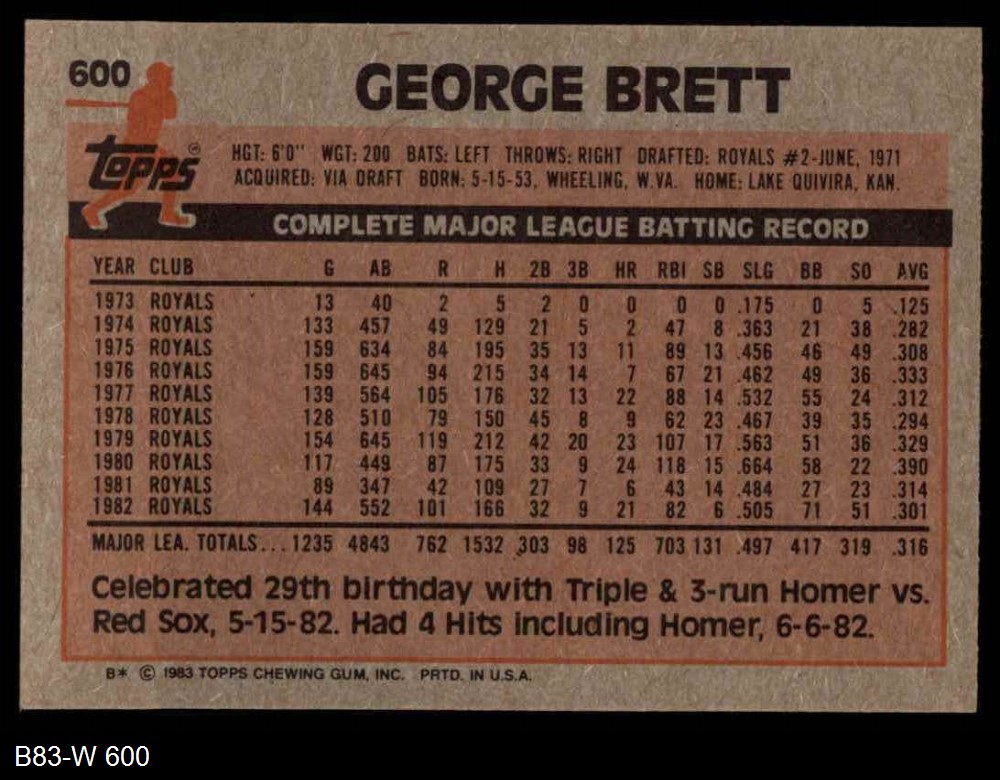 600
GEORGE BRETT
Topps ®
HGT: 6'0" WGT: 200 BATS: LEFT THROWS: RIGHT DRAFTED: ROYALS #2-JUNE, 1971
ACQUIRED: VIA DRAFT BORN: 5-15-53, WHEELING, W.VA. HOME: LAKE QUIVIRA, KAN.
COMPLETE MAJOR LEAGUE BATTING RECORD
YEAR CLUB G AB R H 2B 3B HR RBI SB SLG BB SO AVG
1973 ROYALS 13 40 2 5 2 0 0 0 0 .175 0 5 .125
1974 ROYALS 133 457 49 129 21 5 2 47 8 .363 21 38 .282
1975 ROYALS 159 634 84 195 35 13 11 89 13 .456 46 49 .308
1976 ROYALS 159 645 94 215 34 14 7 67 21 .462 49 36 .333
1977 ROYALS 139 564 105 176 32 13 22 88 14 .532 55 24 .312
1978 ROYALS 128 510 79 150 45 8 9 62 23 .467 39 35 .294
1979 ROYALS 154 645 119 212 42 20 23 107 17 .563 51 36 .329
1980 ROYALS 117 449 87 175 33 9 24 118 15 .664 58 22 .390
1981 ROYALS 89 347 42 109 27 7 6 43 14 .484 27 23 .314
1982 ROYALS 144 552 101 166 32 9 21 82 6 .505 71 51 .301
MAJOR LEA. TOTALS...1235 4843 762 1532 303 98 125 703 131 .497 417 319 .316
Celebrated 29th birthday with Triple & 3-run Homer vs.
Red Sox, 5-15-82. Had 4 Hits including Homer, 6-6-82.
B* © 1983 TOPPS CHEWING GUM, INC. PRTD. IN U.S.A.
B83-W 600